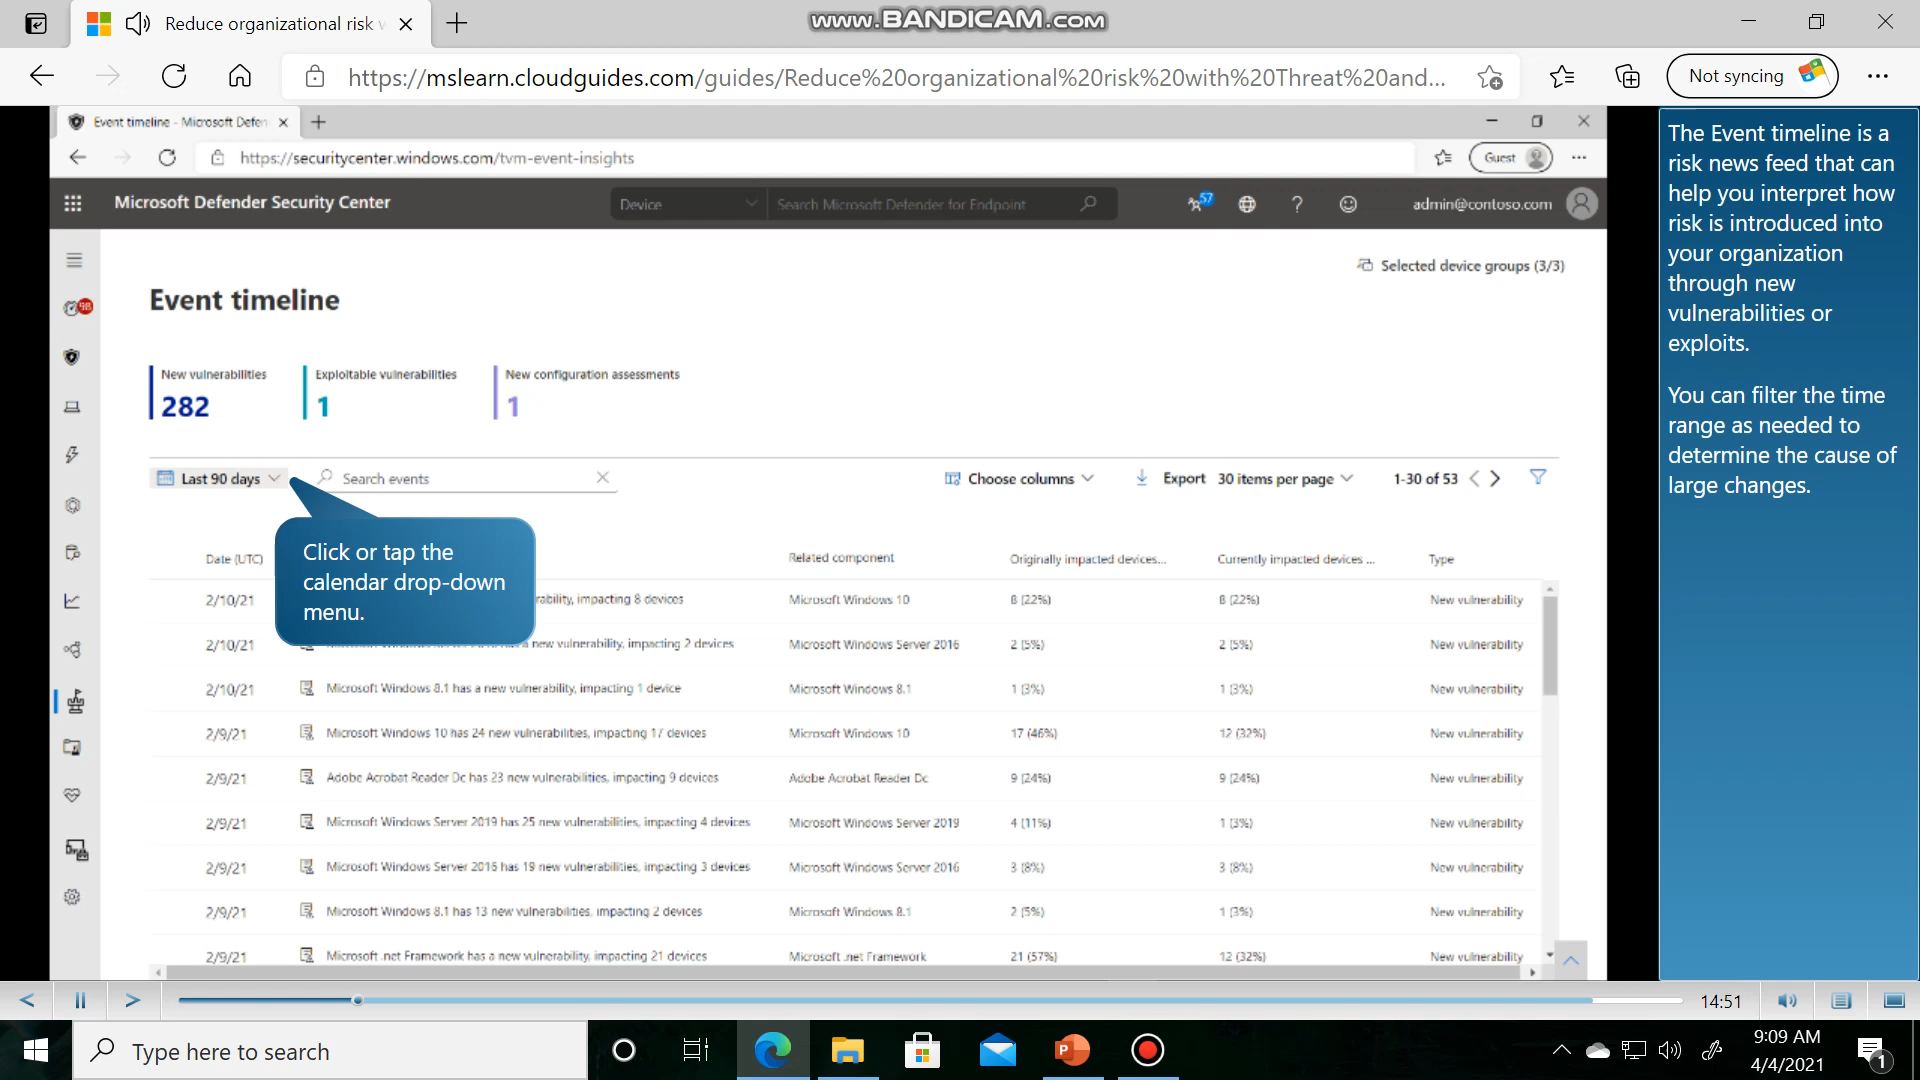 Reduce organizational risk w
www.BANDICAM.com
https://mslearn.cloudguides.com/guides/Reduce%20organizational%20risk%20with%20Threat%20and...
Not syncing
Event timeline - Microsoft Defen
https://securitycenter.windows.com/tvm-event-insights
Guest
Microsoft Defender Security Center
Device
Search Microsoft Defender for Endpoint
57
admin@contoso.com
98
Selected device groups (3/3)
Event timeline
New vulnerabilities
282
Exploitable vulnerabilities
1
New configuration assessments
1
Last 90 days
Search events
Choose columns
Export
30 items per page
1-30 of 53
Click or tap the
calendar drop-down
menu.
Date (UTC)
Related component
Originally impacted devices...
Currently impacted devices ...
Type
2/10/21 rability, impacting 8 devices Microsoft Windows 10 8 (22%) 8 (22%) New vulnerability
2/10/21 a new vulnerability, impacting 2 devices Microsoft Windows Server 2016 2 (5%) 2 (5%) New vulnerability
2/10/21 Microsoft Windows 8.1 has a new vulnerability, impacting 1 device Microsoft Windows 8.1 1 (3%) 1 (3%) New vulnerability
2/9/21 Microsoft Windows 10 has 24 new vulnerabilities, impacting 17 devices Microsoft Windows 10 17 (46%) 12 (32%) New vulnerability
2/9/21 Adobe Acrobat Reader Dc has 23 new vulnerabilities, impacting 9 devices Adobe Acrobat Reader Dc 9 (24%) 9 (24%) New vulnerability
2/9/21 Microsoft Windows Server 2019 has 25 new vulnerabilities, impacting 4 devices Microsoft Windows Server 2019 4 (11%) 1 (3%) New vulnerability
2/9/21 Microsoft Windows Server 2016 has 19 new vulnerabilities, impacting 3 devices Microsoft Windows Server 2016 3 (8%) 3 (8%) New vulnerability
2/9/21 Microsoft Windows 8.1 has 13 new vulnerabilities, impacting 2 devices Microsoft Windows 8.1 2 (5%) 1 (3%) New vulnerability
2/9/21 Microsoft .net Framework has a new vulnerability, impacting 21 devices Microsoft .net Framework 21 (57%) 12 (32%) New vulnerability
The Event timeline is a
risk news feed that can
help you interpret how
risk is introduced into
your organization
through new
vulnerabilities or
exploits.
You can filter the time
range as needed to
determine the cause of
large changes.
14:51
Type here to search
9:09 AM
4/4/2021
1